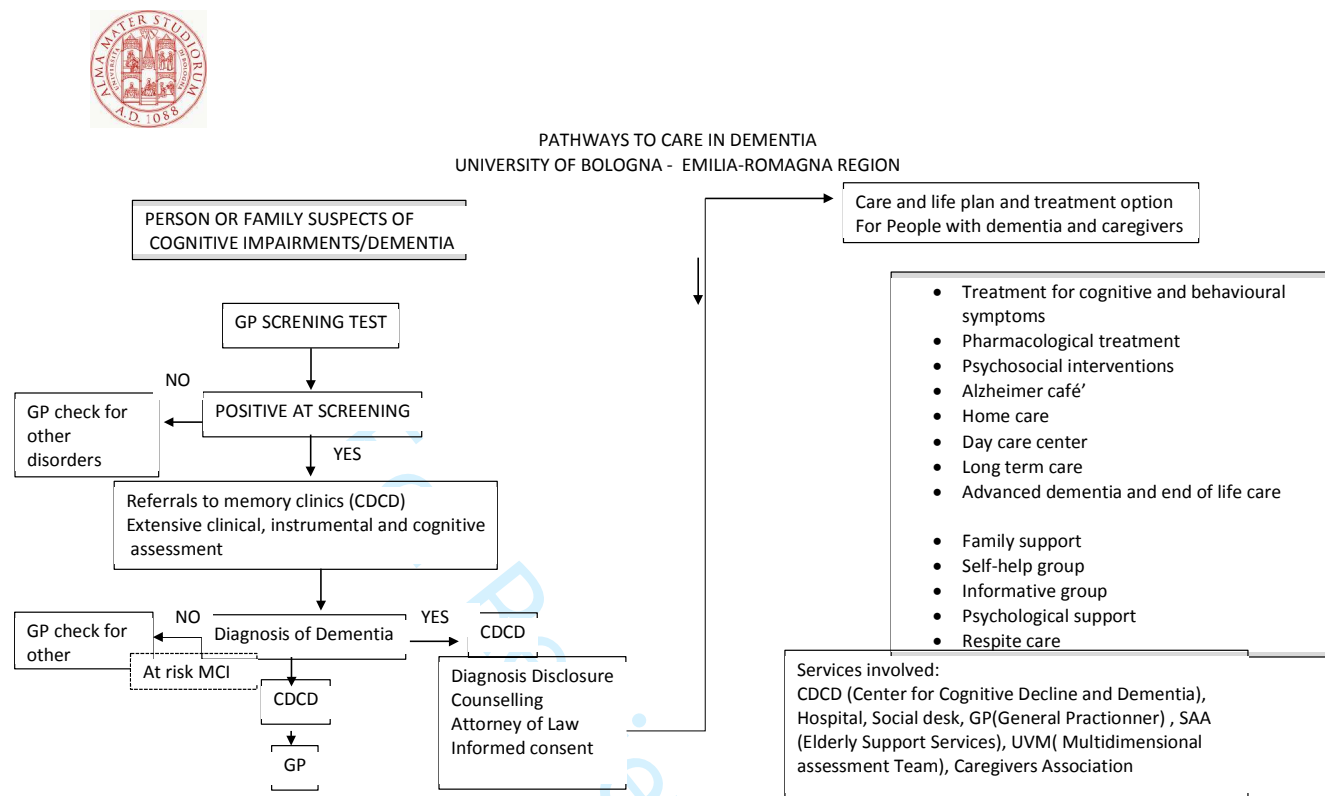 ALMA MATER STUDIORUM
A.D. 1088
PATHWAYS TO CARE IN DEMENTIA
UNIVERSITY OF BOLOGNA - EMILIA-ROMAGNA REGION
PERSON OR FAMILY SUSPECTS OF
COGNITIVE IMPAIRMENTS/DEMENTIA
GP SCRENING TEST
NO
POSITIVE AT SCREENING
GP check for
other
disorders
YES
Referrals to memory clinics (CDCD)
Extensive clinical, instrumental and cognitive
assessment
NO
Diagnosis of Dementia
YES
GP check for
other
At risk MCI
CDCD
GP
CDCD
Diagnosis Disclosure
Counselling
Attorney of Law
Informed consent
Care and life plan and treatment option
For People with dementia and caregivers
• Treatment for cognitive and behavioural
symptoms
• Pharmacological treatment
• Psychosocial interventions
• Alzheimer café’
• Home care
• Day care center
• Long term care
• Advanced dementia and end of life care
• Family support
• Self-help group
• Informative group
• Psychological support
• Respite care
Services involved:
CDCD (Center for Cognitive Decline and Dementia),
Hospital, Social desk, GP(General Practionner) , SAA
(Elderly Support Services), UVM( Multidimensional
assessment Team), Caregivers Association